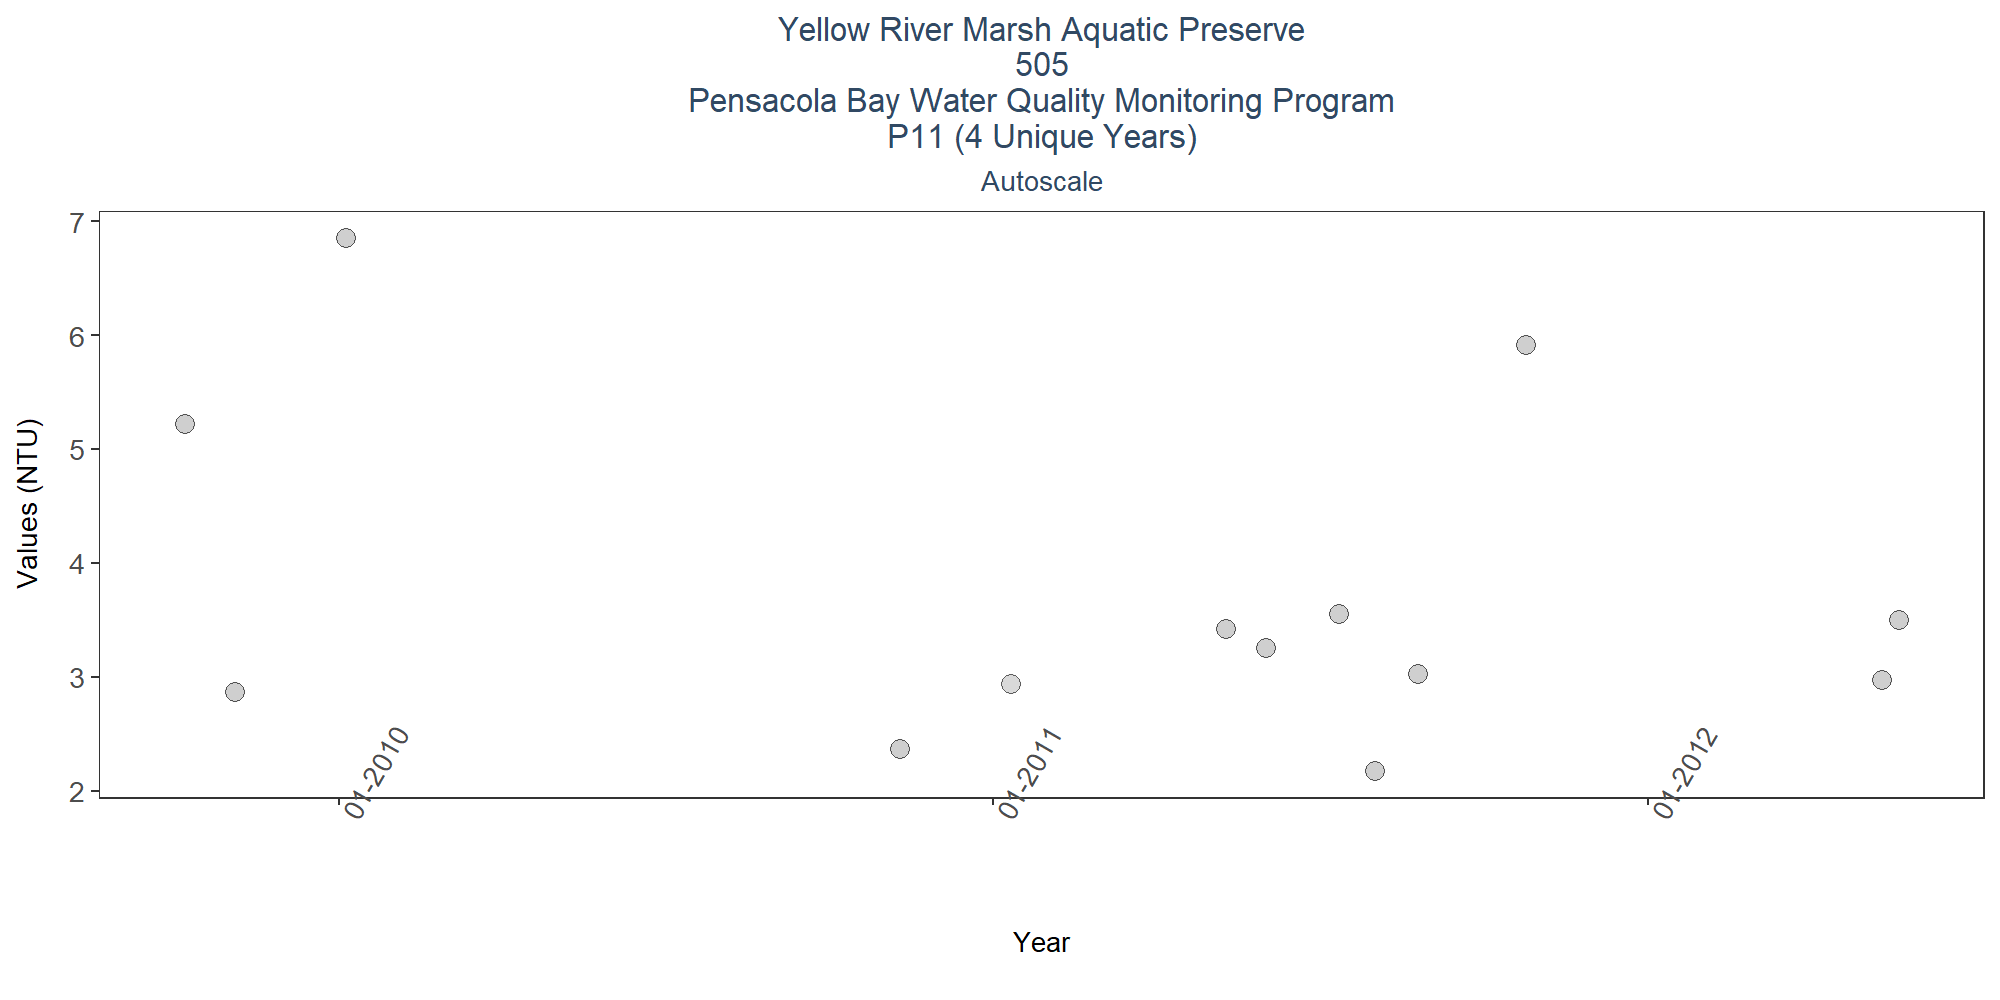 Yellow River Marsh Aquatic Preserve
505
Pensacola Bay Water Quality Monitoring Program
P11 (4 Unique Years)
Autoscale
7
6
5
4
3
2
Values (NTU)
01-2010
01-2011
01-2012
Year